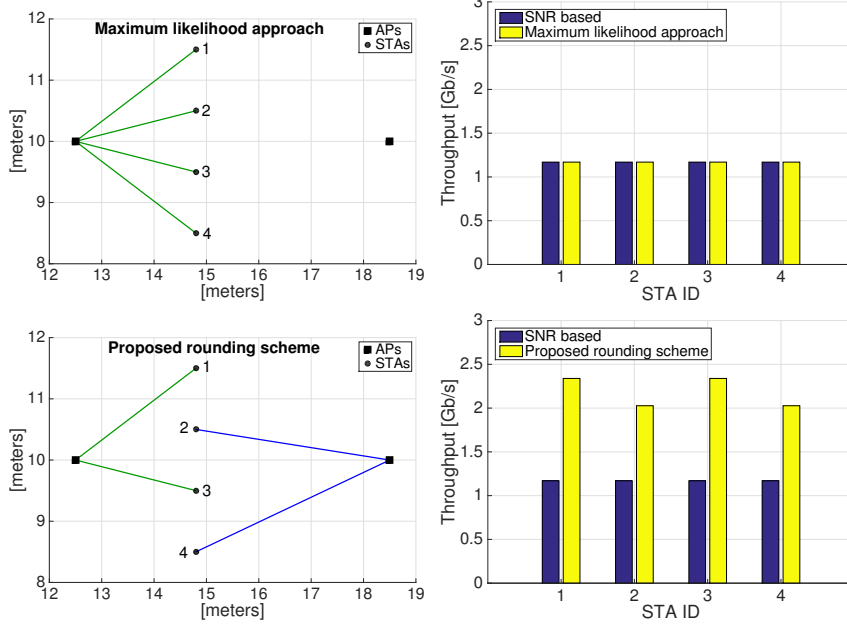 Maximum likelihood approach
APs
STAs
1
2
3
4
12
11
10
9
8
[meters]
12 13 14 15 16 17 18 19
[meters]
SNR based
Maximum likelihood approach
3
2.5
2
1.5
1
0.5
0
Throughput [Gb/s]
1 2 3 4
STA ID
Proposed rounding scheme
APs
STAs
1
2
3
4
12
11
10
9
8
[meters]
12 13 14 15 16 17 18 19
[meters]
SNR based
Proposed rounding scheme
3
2.5
2
1.5
1
0.5
0
Throughput [Gb/s]
1 2 3 4
STA ID